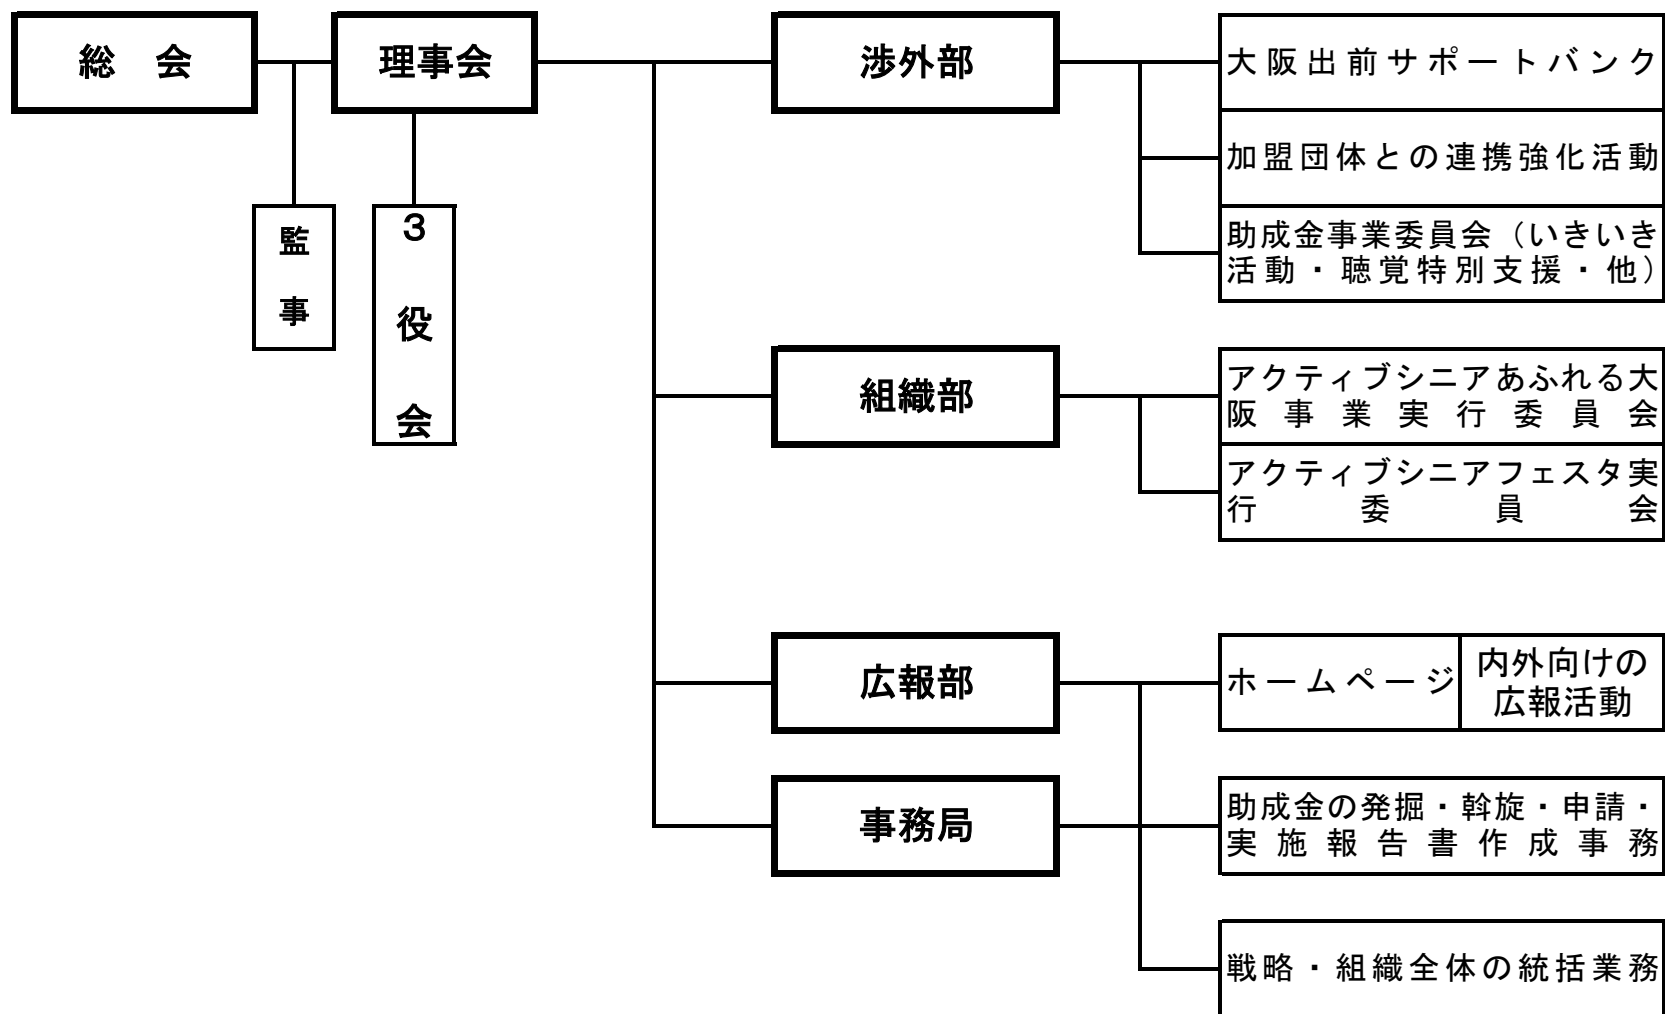 総　会
理事会
監
事
３
役
会
渉外部
大阪出前サポートバンク
加盟団体との連携強化活動
助成金事業委員会（いきいき
活動・聴覚特別支援・他）
組織部
アクティブシニアあふれる大
阪事業実行委員会
アクティブシニアフェスタ実
行委員会
広報部
ホームページ
内外向けの
広報活動
事務局
助成金の発掘・斡旋・申請・
実施報告書作成事務
戦略・組織全体の統括業務